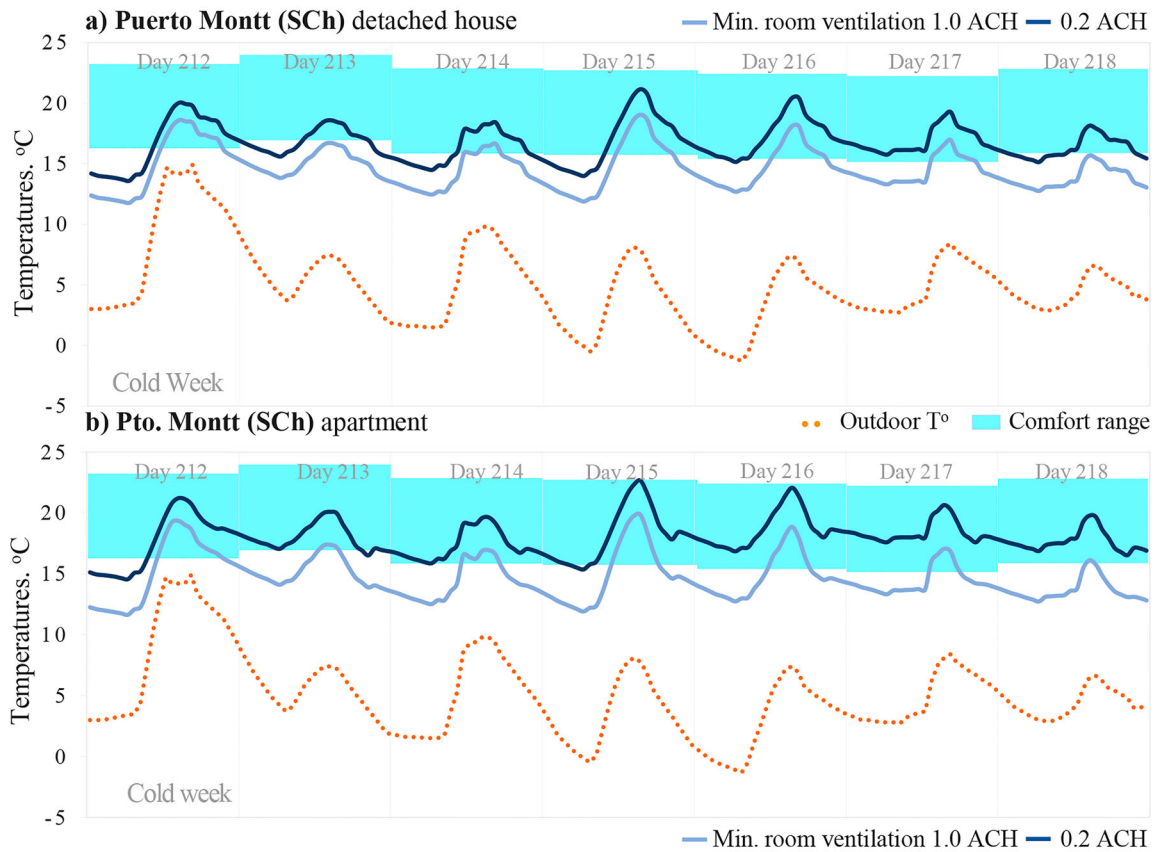 a) Puerto Montt (SCh) detached house Min. room ventilation 1.0 ACH 0.2 ACH
25
Day 212 Day 213 Day 214 Day 215 Day 216 Day 217 Day 218
20
15
10
5
0
-5
Temperatures. ºC
Cold Week
b) Pto. Montt (SCh) apartment Outdoor Tº Comfort range
25
Day 212 Day 213 Day 214 Day 215 Day 216 Day 217 Day 218
20
15
10
5
0
-5
Temperatures. ºC
Cold week
Min. room ventilation 1.0 ACH 0.2 ACH